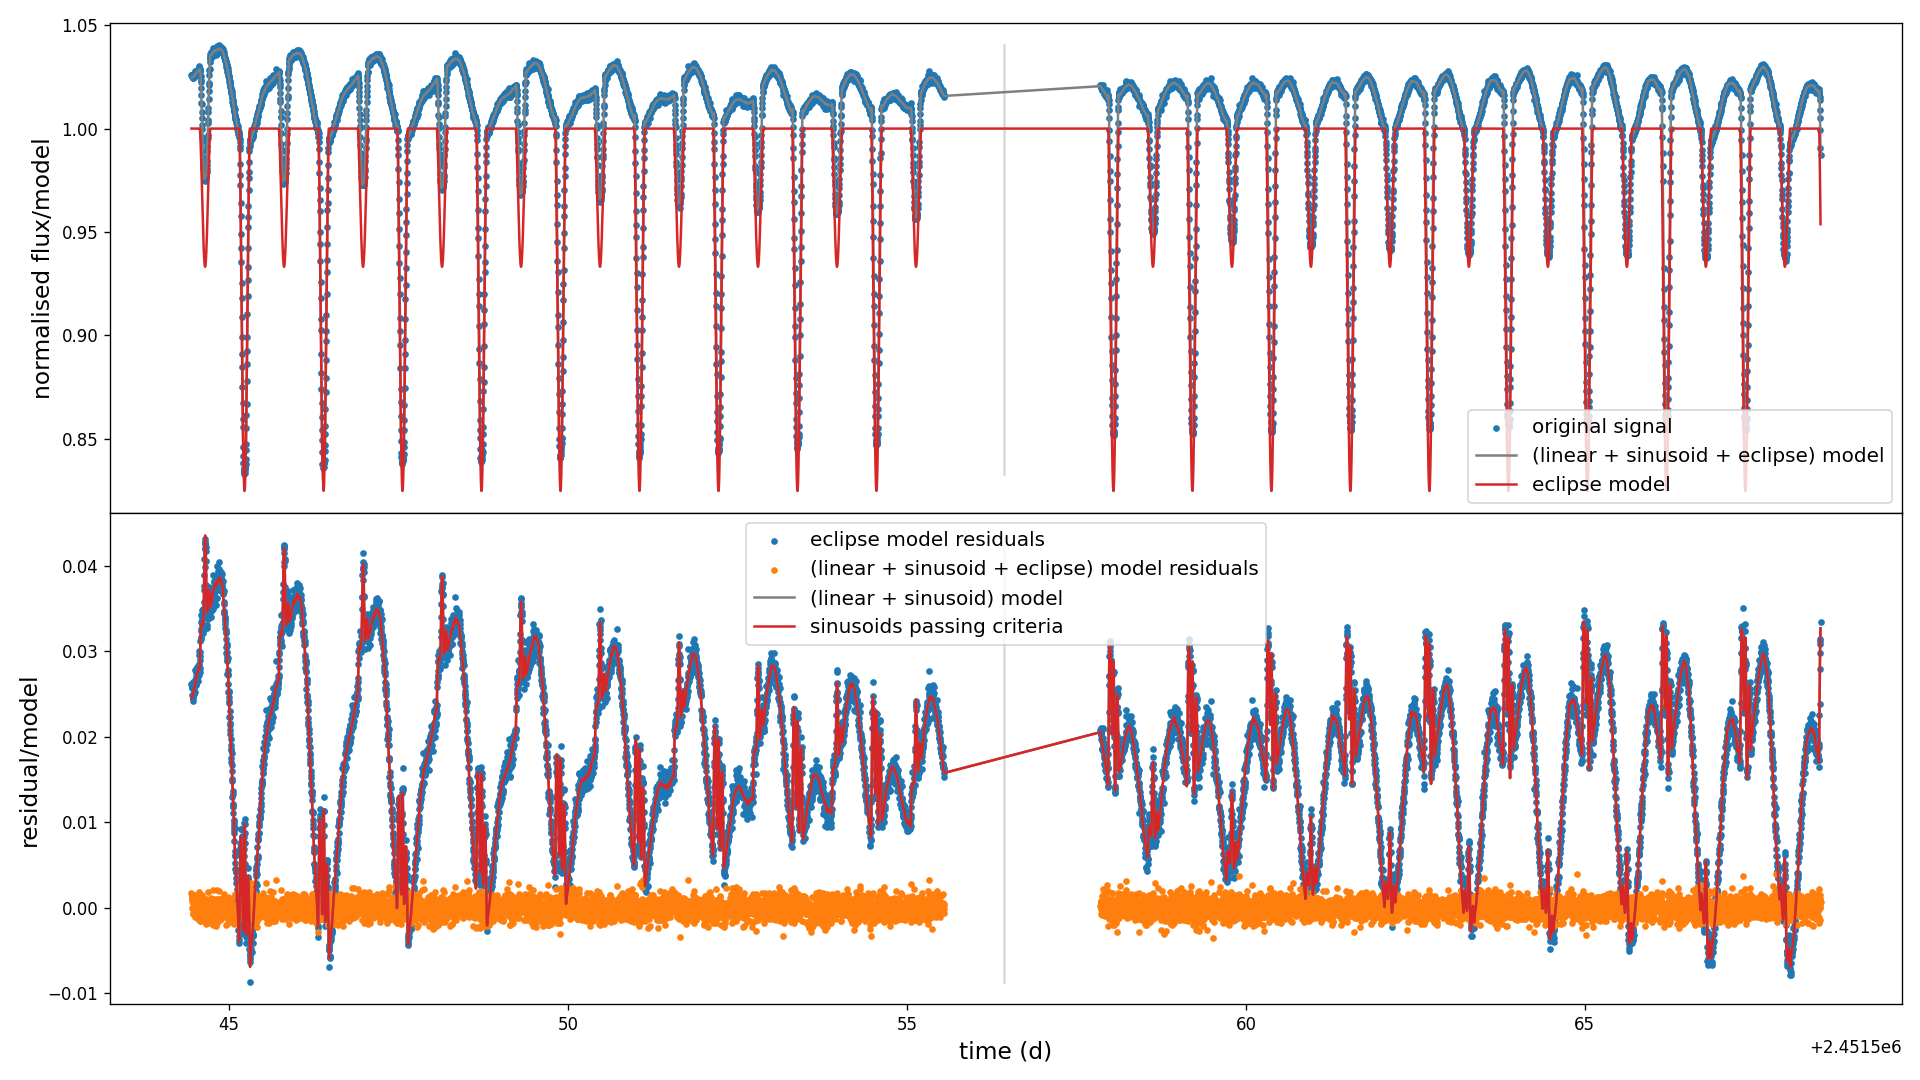 1.05
1.00
0.95
0.90
0.85
normalised flux/model
original signal
(linear + sinusoid + eclipse) model
eclipse model
0.04
0.03
0.02
0.01
0.00
−0.01
residual/model
eclipse model residuals
(linear + sinusoid + eclipse) model residuals
(linear + sinusoid) model
sinusoids passing criteria
45
50
55
60
65
time (d)
+2.4515e6